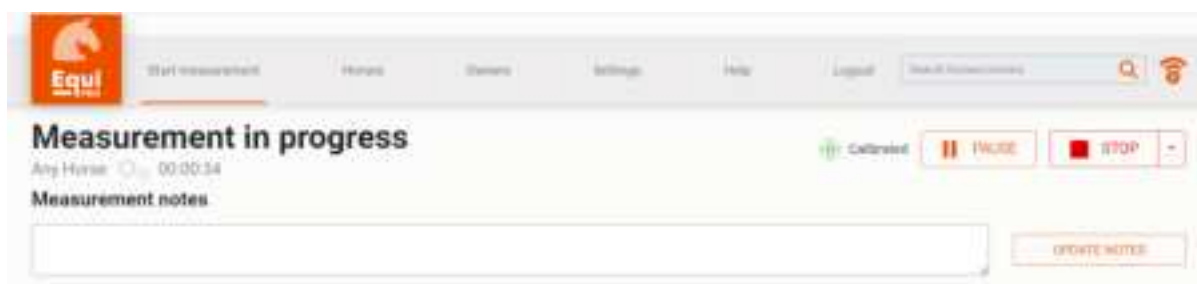 Equi
Start measurement Horses Owners Settings Help Logout
Measurement in progress
Calibrated PAUSE STOP
Any Horse 00:00:34
Measurement notes
UPDATE NOTES